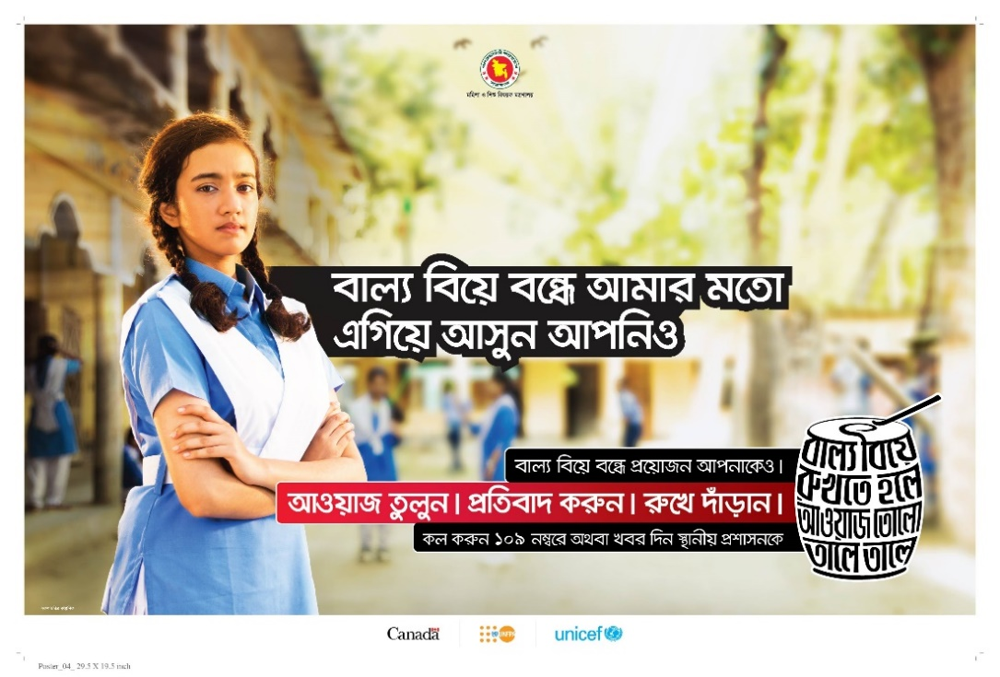 মহিলা ও শিশু বিষয়ক মন্ত্রণালয়
বাল্য বিয়ে বন্ধে আমার মতো
এগিয়ে আসুন আপনিও
বাল্য বিয়ে বন্ধে প্রয়োজন আপনাকেও।
আওয়াজ তুলুন। প্রতিবাদ করুন। রুখে দাঁড়ান।
কল করুন ১০৯ নম্বরে অথবা খবর দিন স্থানীয় প্রশাসনকে
বাল্য বিয়ে
রুখতে হলে
আওয়াজ তোলো
তালে তালে
Canada
unicef
Poster_04_ 29.5 X 19.5 inch